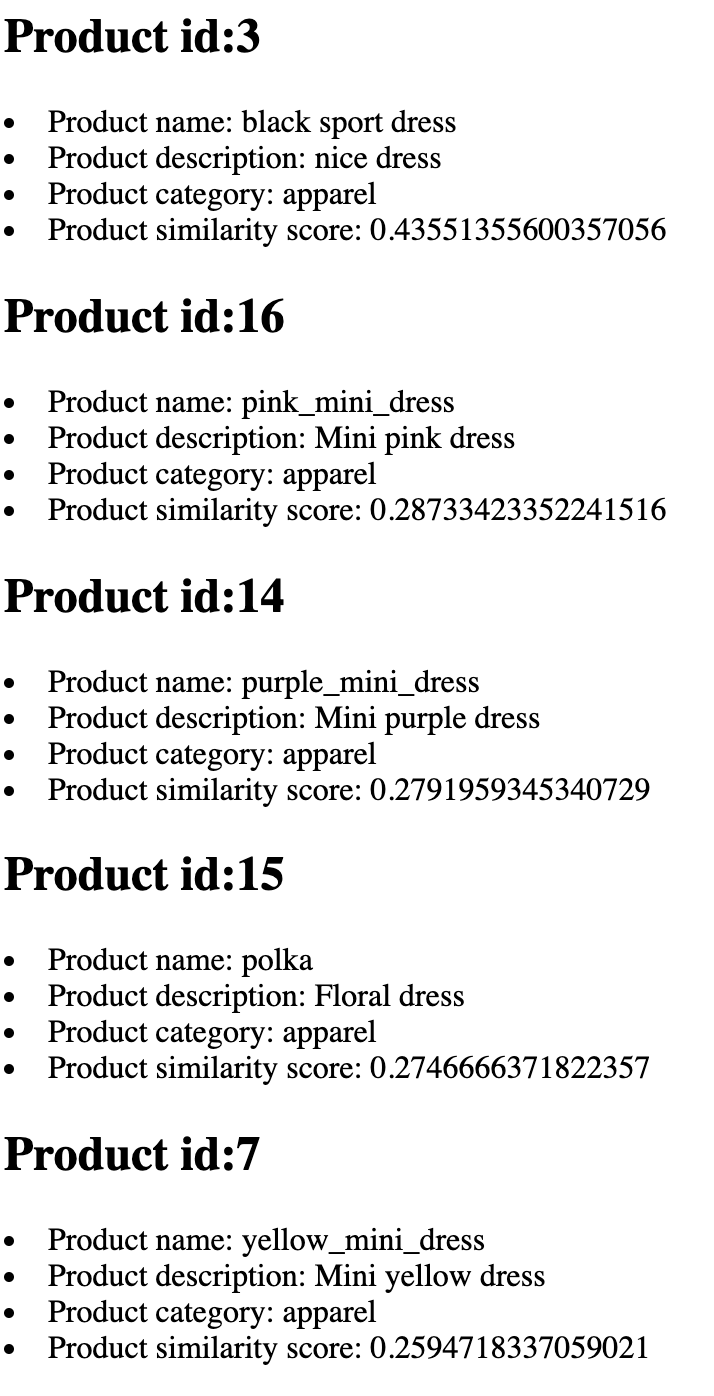 Product id:3
• Product name: black sport dress
• Product description: nice dress
• Product category: apparel
• Product similarity score: 0.43551355600357056
Product id:16
• Product name: pink_mini_dress
• Product description: Mini pink dress
• Product category: apparel
• Product similarity score: 0.28733423352241516
Product id:14
• Product name: purple_mini_dress
• Product description: Mini purple dress
• Product category: apparel
• Product similarity score: 0.2791959345340729
Product id:15
• Product name: polka
• Product description: Floral dress
• Product category: apparel
• Product similarity score: 0.2746666371822357
Product id:7
• Product name: yellow_mini_dress
• Product description: Mini yellow dress
• Product category: apparel
• Product similarity score: 0.2594718337059021